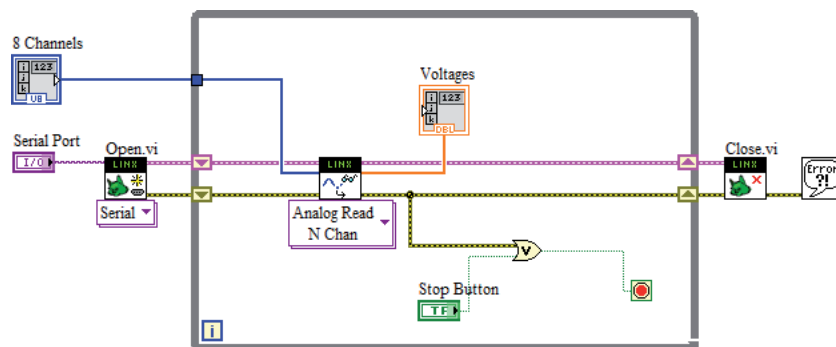 8 Channels
i
j
k
123
U8
Serial Port
I/O
Open.vi
LINX
Serial
Voltages
i
j
k
123
DBL
LINX
Analog Read
N Chan
V
Stop Button
TF
i
Close.vi
LINX
Error
?!